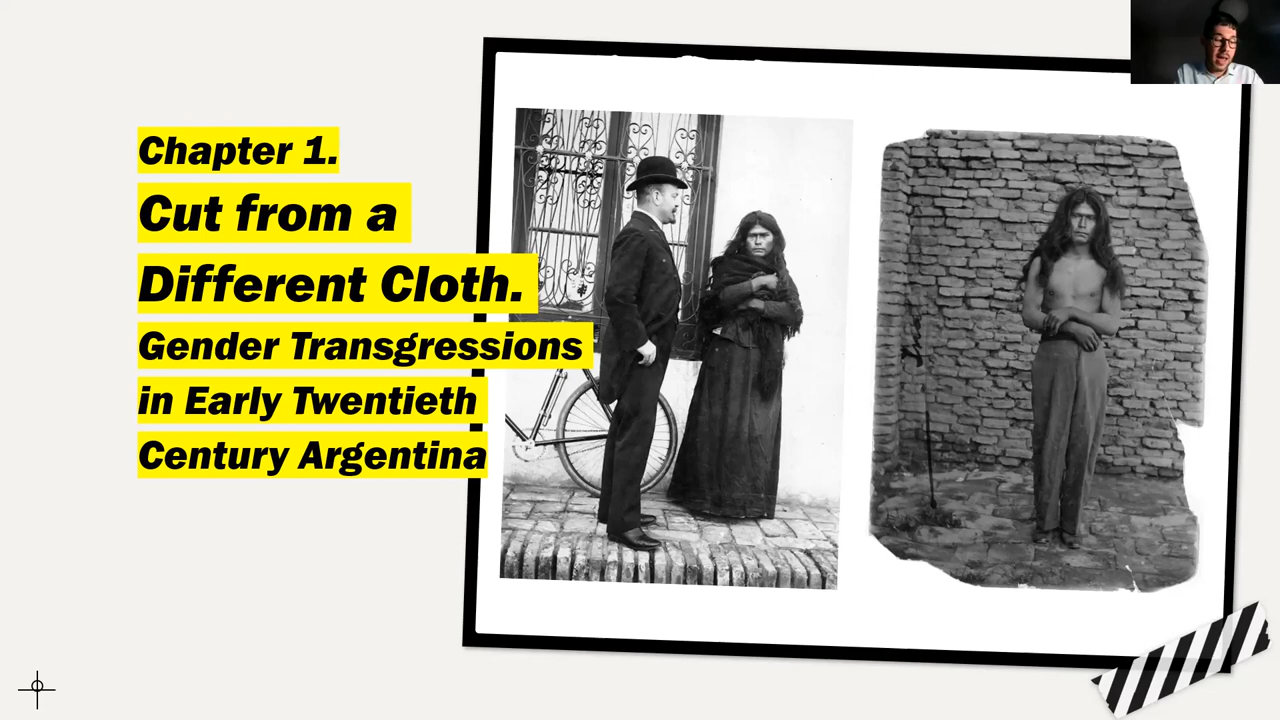 Chapter 1.
Cut from a
Different Cloth.
Gender Transgressions
in Early Twentieth
Century Argentina